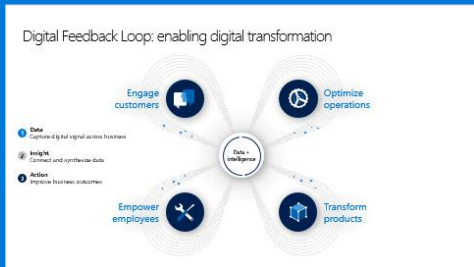 Digital Feedback Loop: enabling digital transformation
Engage
customers
Optimize
operations
1 Data
Capture digital signal across business
2 Insight
Connect and synthesize data
3 Action
Improve business outcomes
Data +
intelligence
Empower
employees
Transform
products